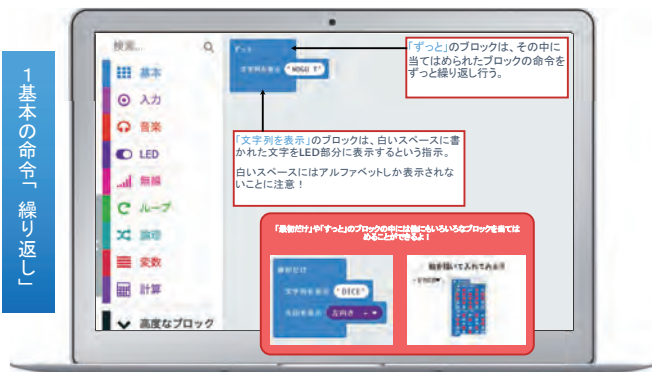 1基本の命令「繰り返し」
検索...
基本
入力
音楽
LED
無線
ループ
論理
変数
計算
高度なブロック
ずっと
文字列を表示
「ずっと」のブロックは、その中に
当てはめられたブロックの命令を
ずっと繰り返し行う。
「文字列を表示」のブロックは、白いスペースに書
かれた文字をLED部分に表示するという指示。
白いスペースにはアルファベットしか表示されな
いことに注意！
「最初だけ」や「ずっと」のブロックの中には他にもいろいろなブロックを当ては
めることができるよ！
最初だけ
文字列を表示 "DICE"
矢印を表示 左向き